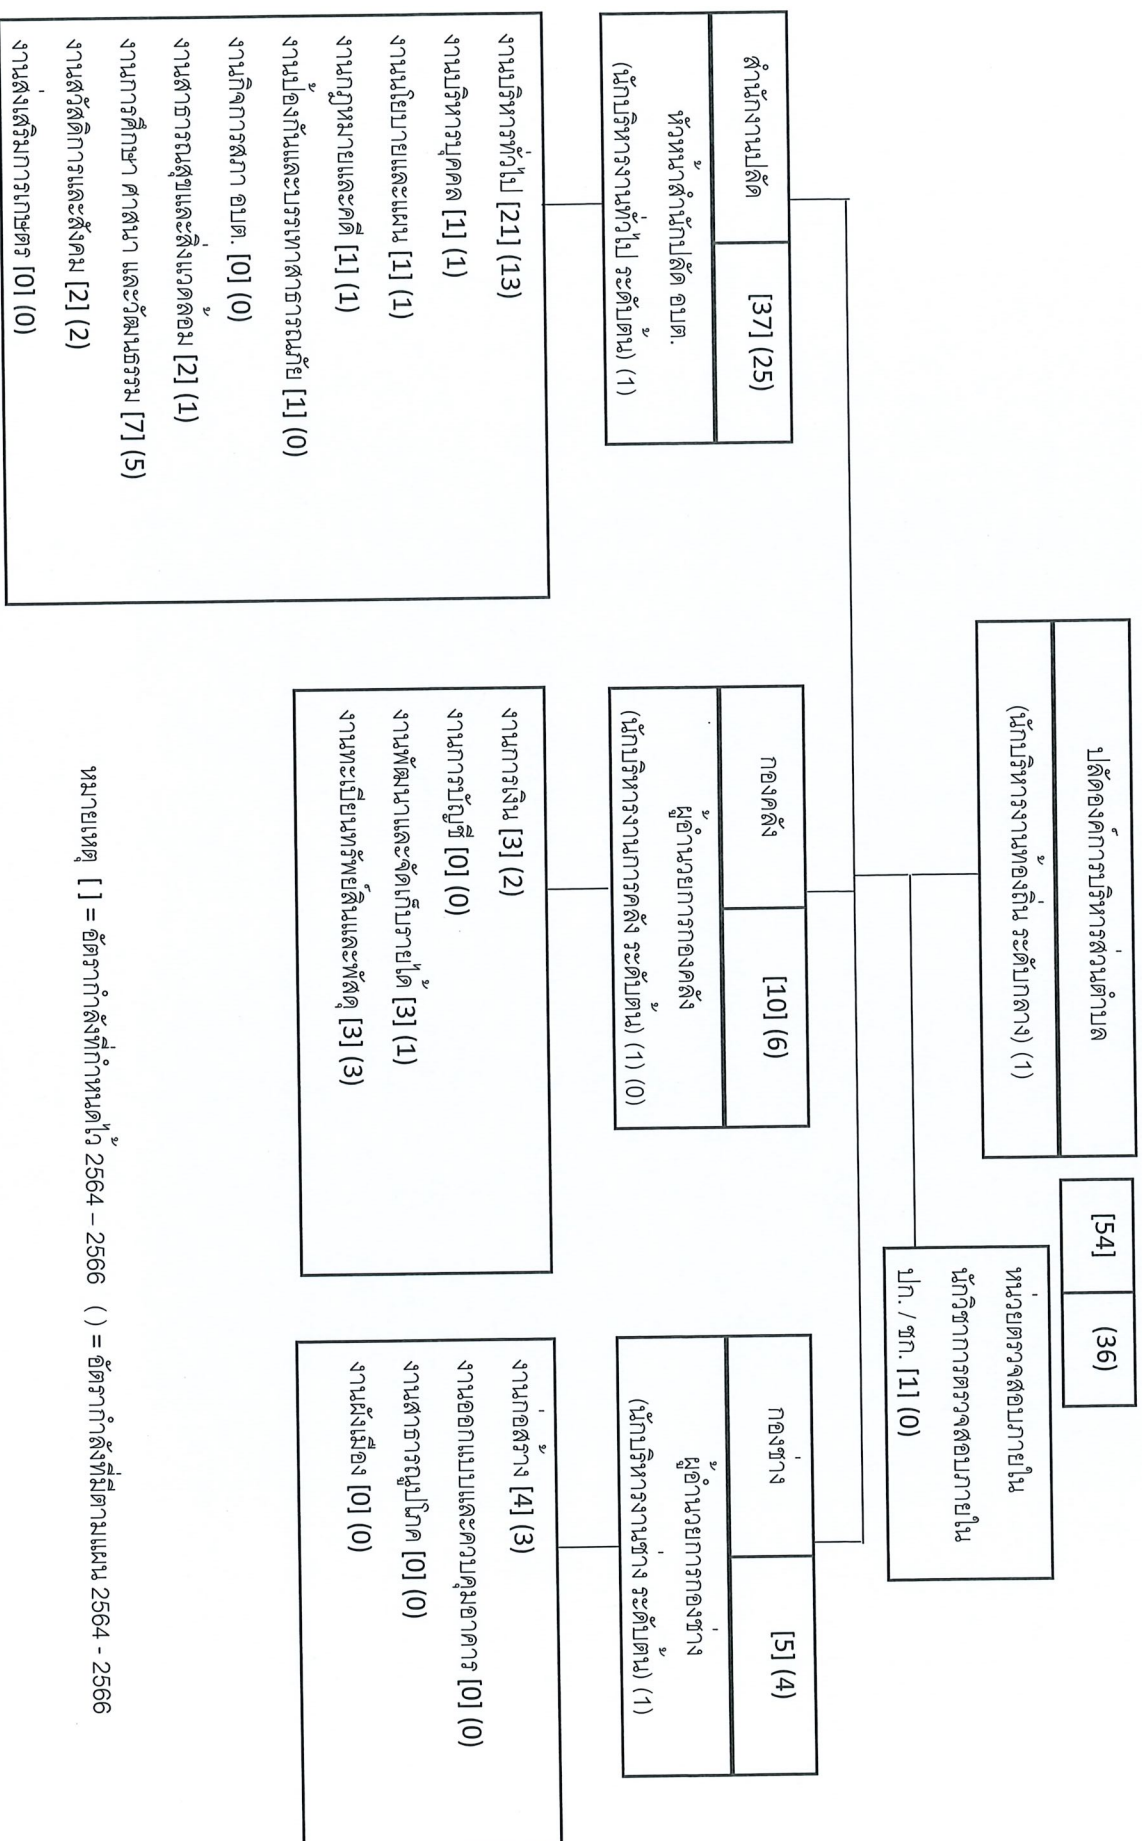 ปลัดองค์การบริหารส่วนตำบล
(นักบริหารงานท้องถิ่น ระดับกลาง) (1)
[54] (36)
หน่วยตรวจสอบภายใน
นักวิชาการตรวจสอบภายใน
ปก. / ชก. [1] (0)
สำนักงานปลัด [37] (25)
หัวหน้าสำนักปลัด อบต.
(นักบริหารงานทั่วไป ระดับต้น) (1)
งานบริหารทั่วไป [21] (13)
งานบริหารบุคคล [1] (1)
งานนโยบายและแผน [1] (1)
งานกฎหมายและคดี [1] (1)
งานป้องกันและบรรเทาสาธารณภัย [1] (0)
งานกิจการสภา อบต. [0] (0)
งานสาธารณสุขและสิ่งแวดล้อม [2] (1)
งานการศึกษา ศาสนา และวัฒนธรรม [7] (5)
งานสวัสดิการและสังคม [2] (2)
งานส่งเสริมการเกษตร [0] (0)
กองคลัง [10] (6)
ผู้อำนวยการกองคลัง
(นักบริหารงานการคลัง ระดับต้น) (1) (0)
งานการเงิน [3] (2)
งานการบัญชี [0] (0)
งานพัฒนาและจัดเก็บรายได้ [3] (1)
งานทะเบียนทรัพย์สินและพัสดุ [3] (3)
กองช่าง [5] (4)
ผู้อำนวยการกองช่าง
(นักบริหารงานช่าง ระดับต้น) (1)
งานก่อสร้าง [4] (3)
งานออกแบบและควบคุมอาคาร [0] (0)
งานสาธารณูปโภค [0] (0)
งานผังเมือง [0] (0)
หมายเหตุ [ ] = อัตรากำลังที่กำหนดไว้ 2564 – 2566 ( ) = อัตรากำลังที่มีตามแผน 2564 - 2566